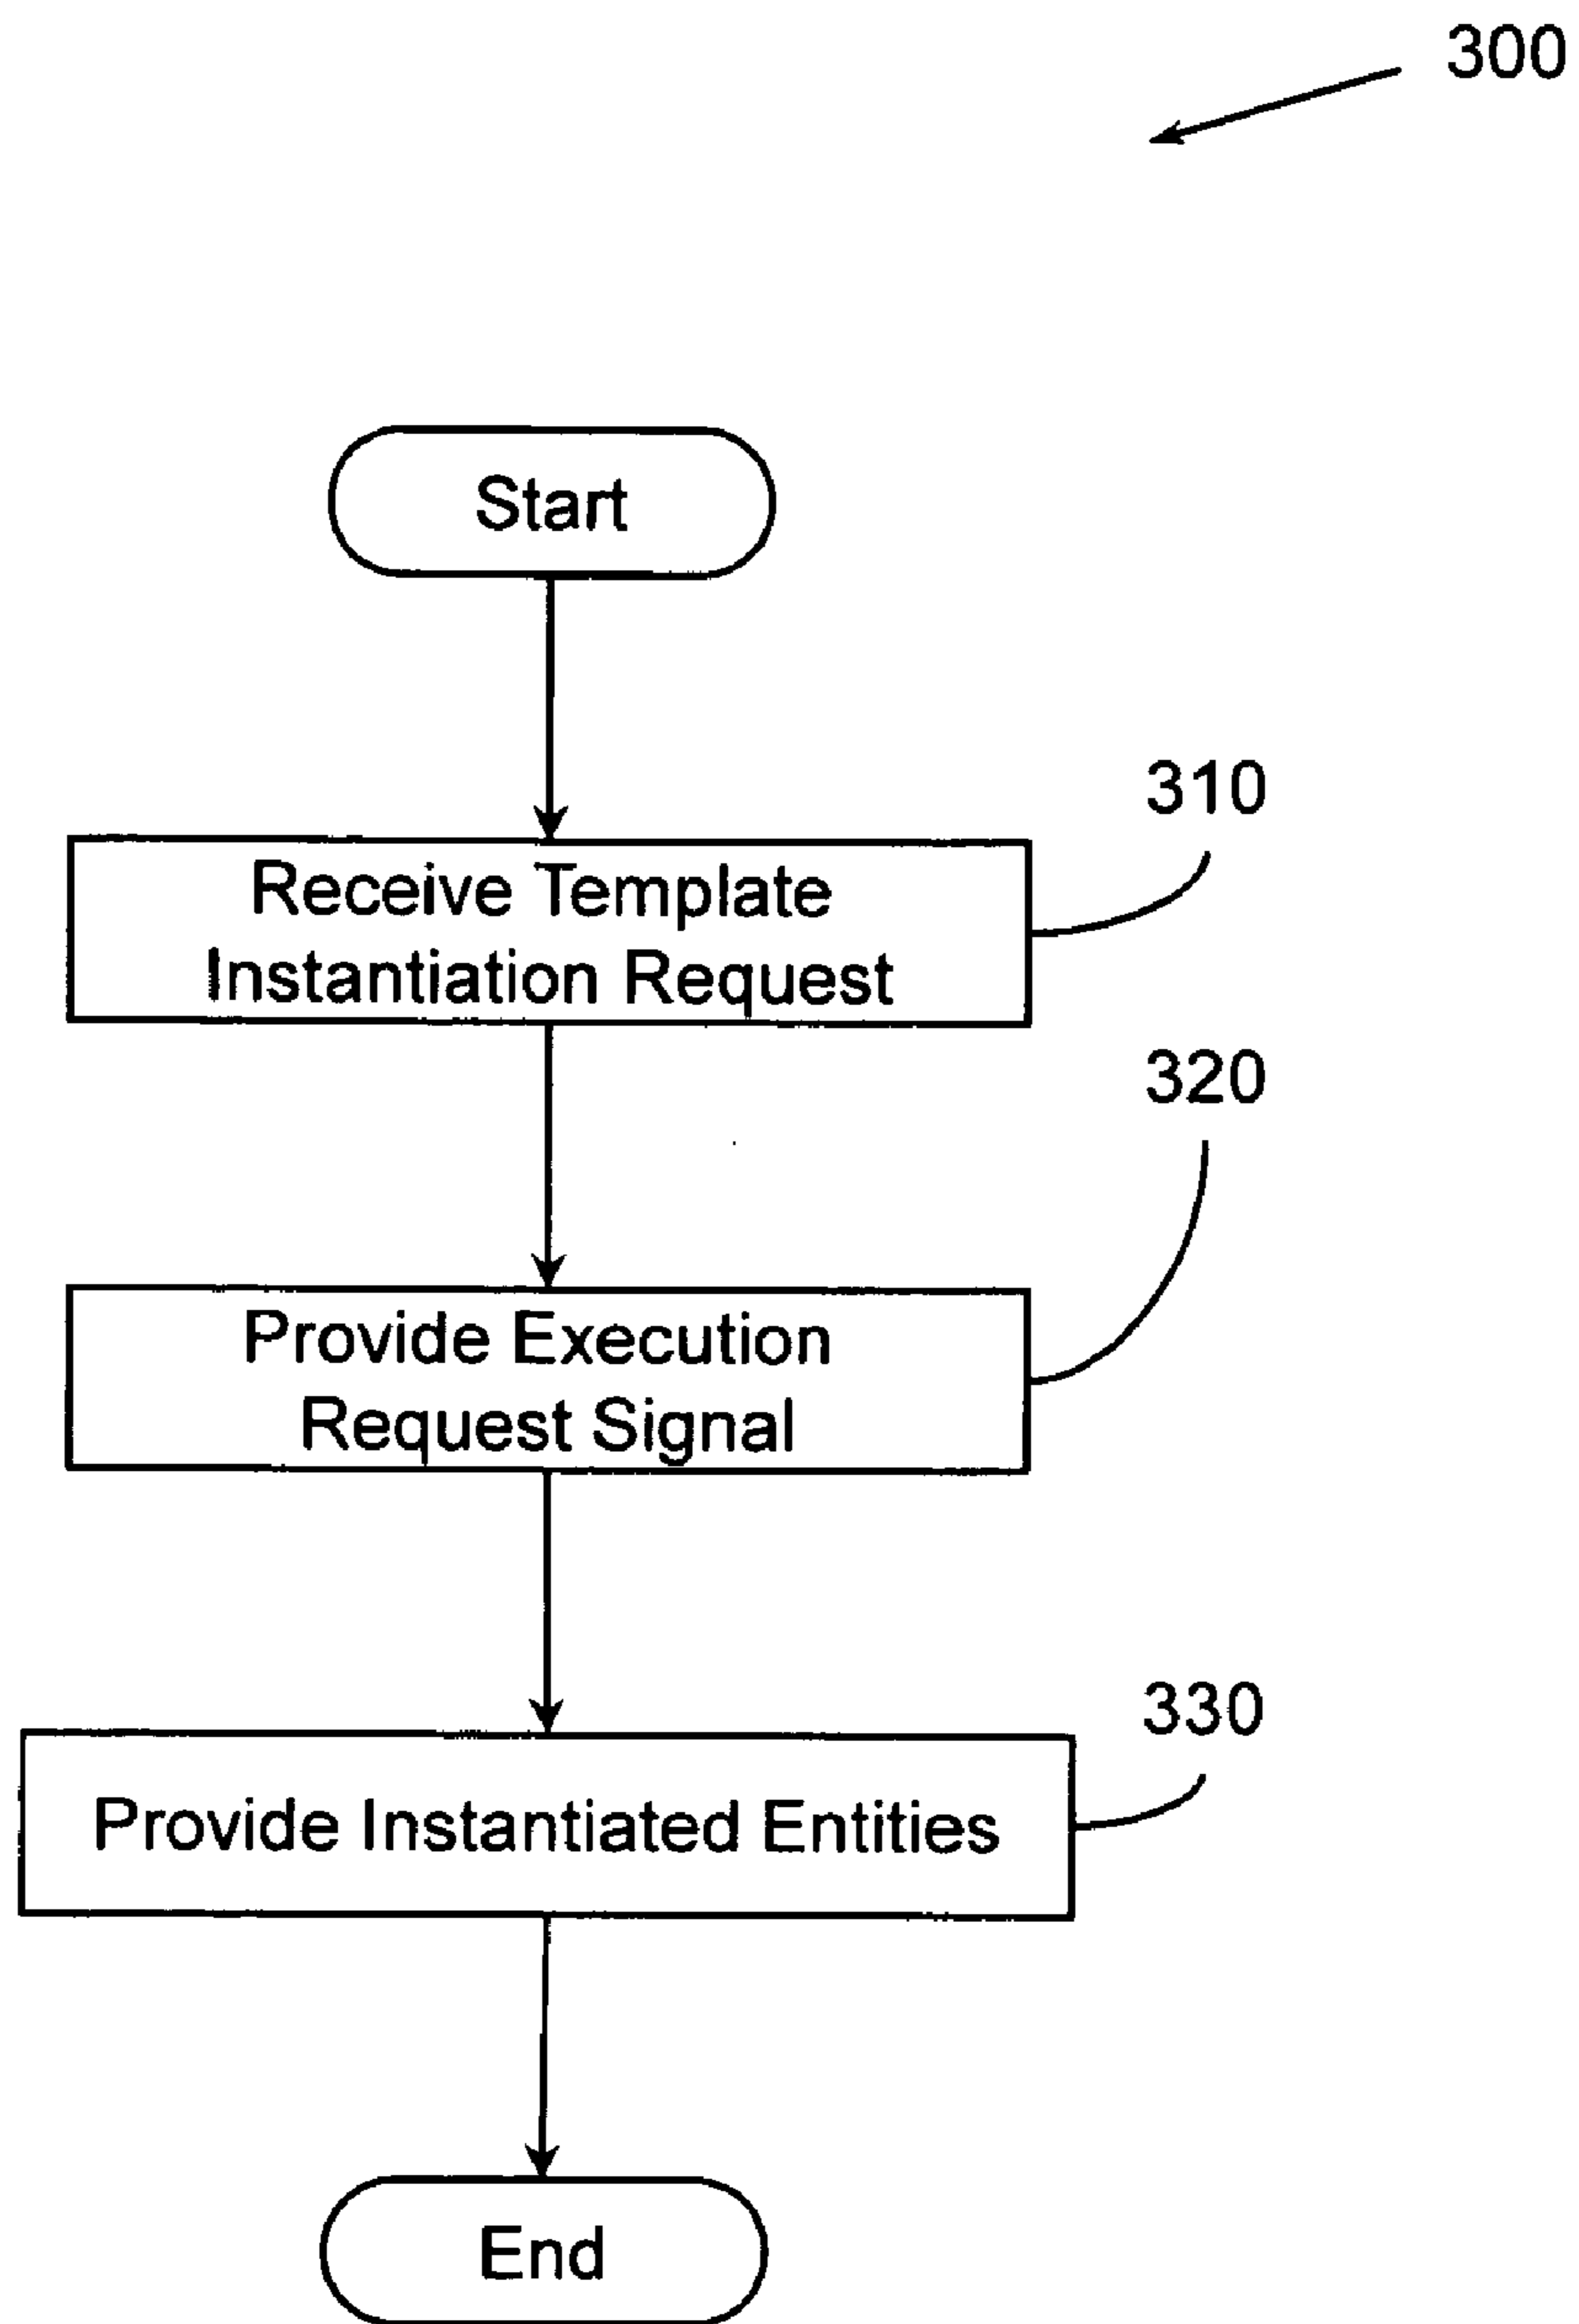 300
Start
310
Receive Template
Instantiation Request
320
Provide Execution
Request Signal
330
Provide Instantiated Entities
End